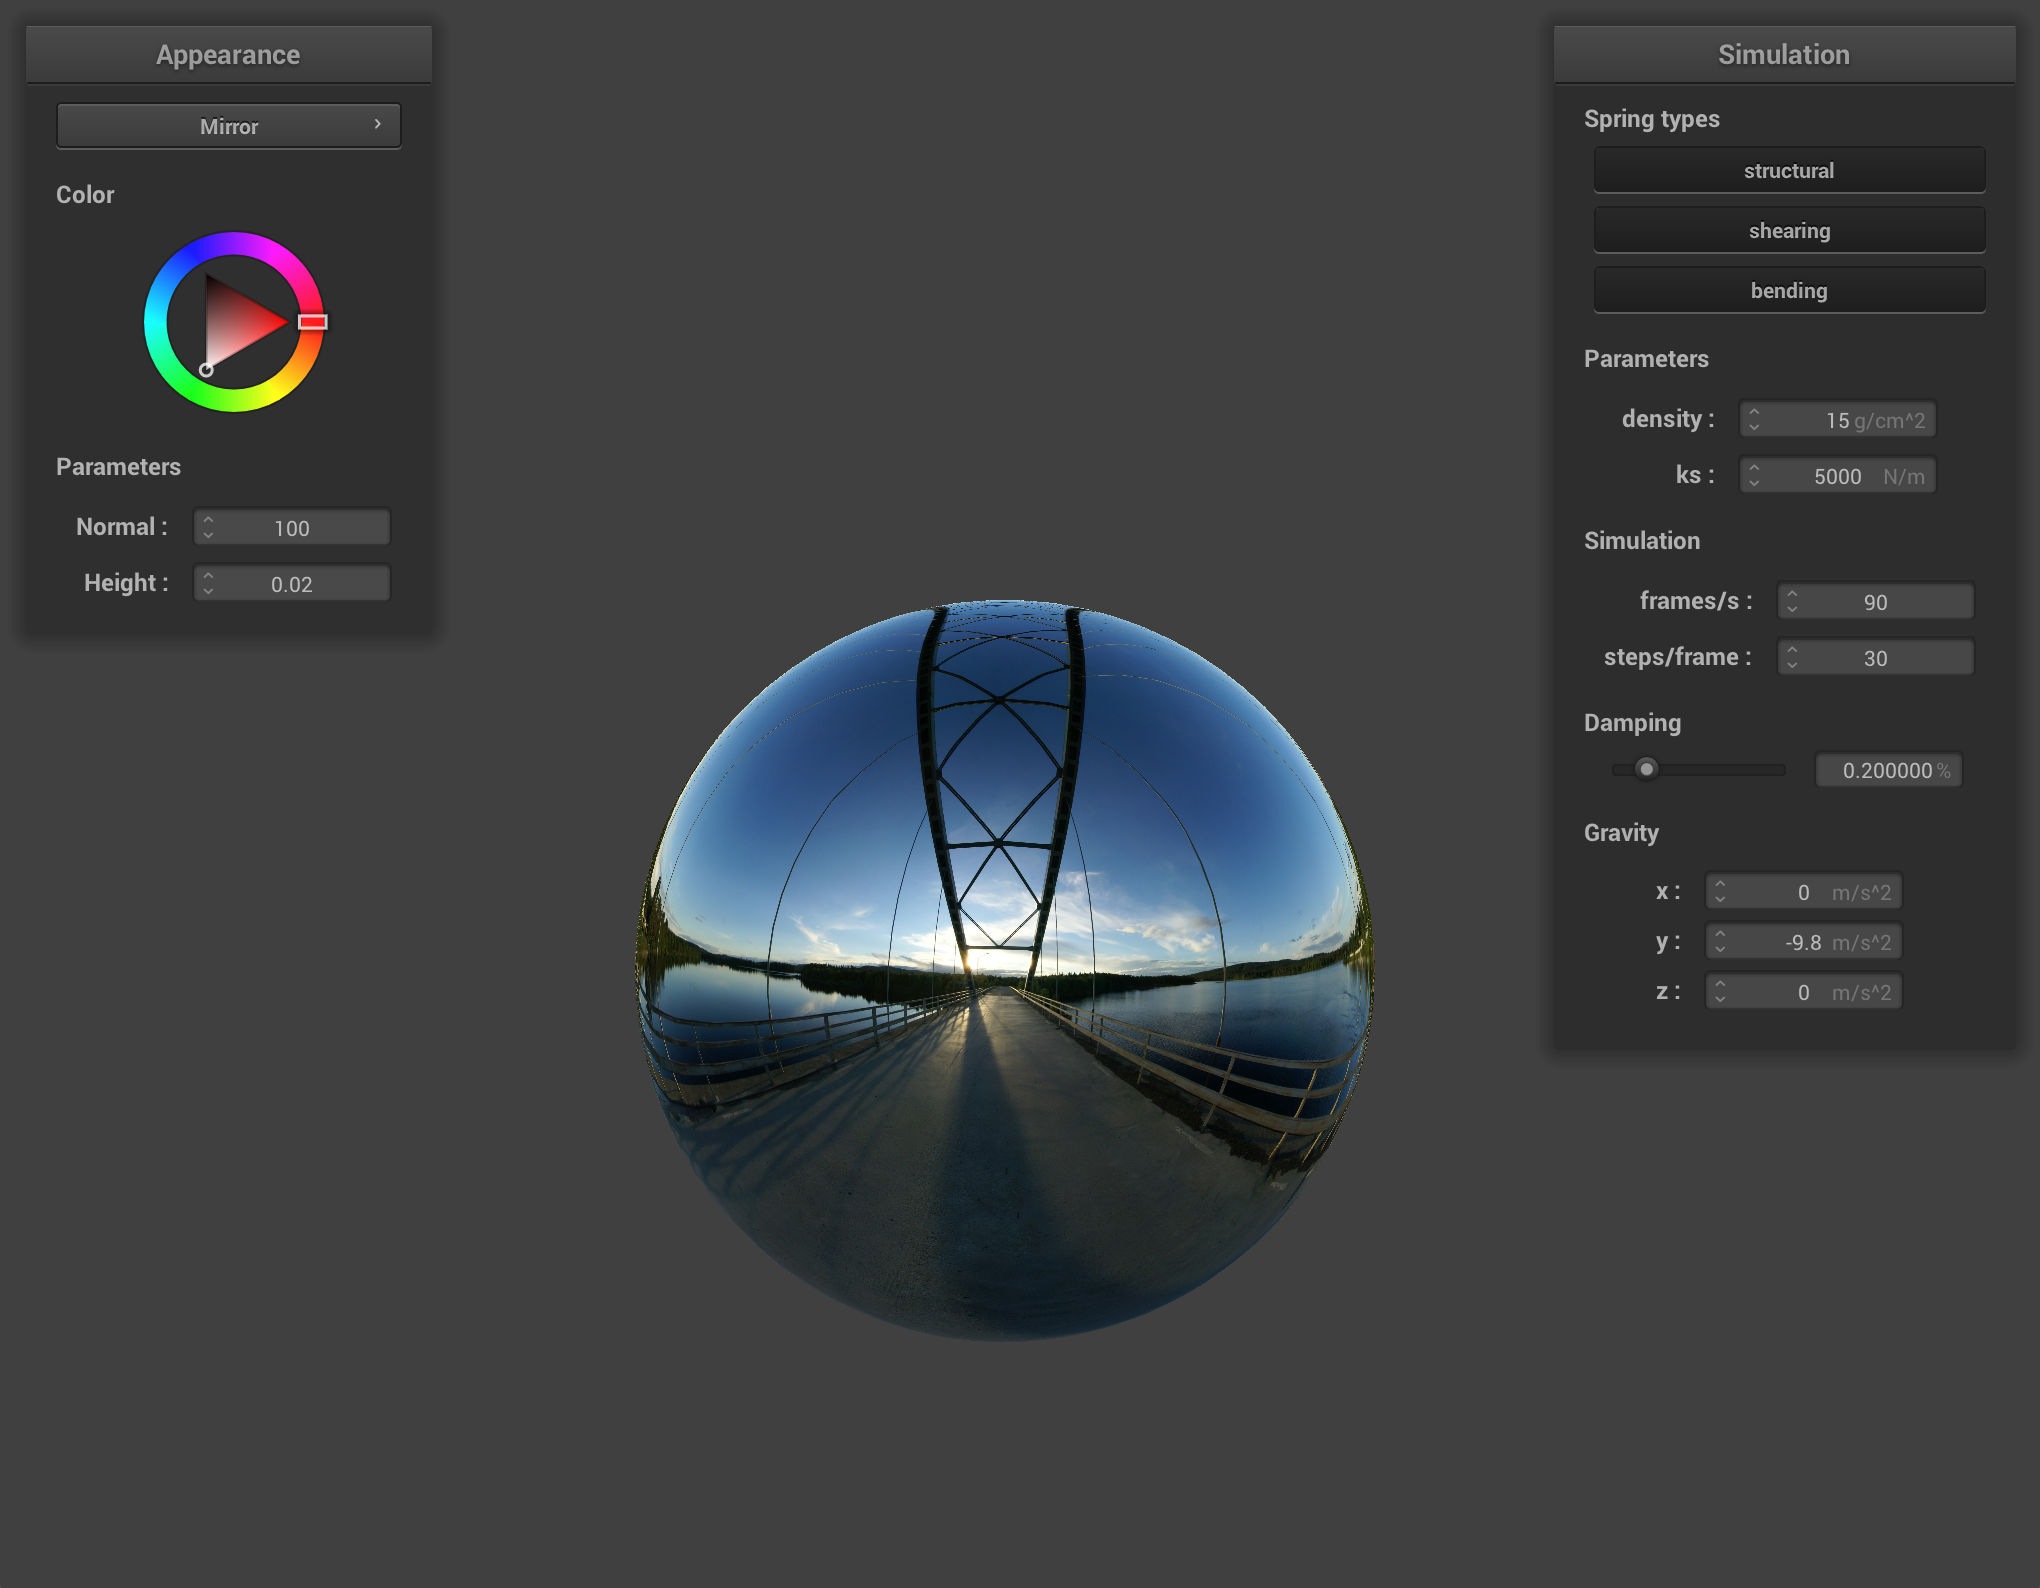 Appearance
Mirror
Color
Parameters
Normal : 100
Height : 0.02
Simulation
Spring types
structural
shearing
bending
Parameters
density : 15 g/cm^2
ks : 5000 N/m
Simulation
frames/s : 90
steps/frame : 30
Damping
0.200000 %
Gravity
x : 0 m/s^2
y : -9.8 m/s^2
z : 0 m/s^2